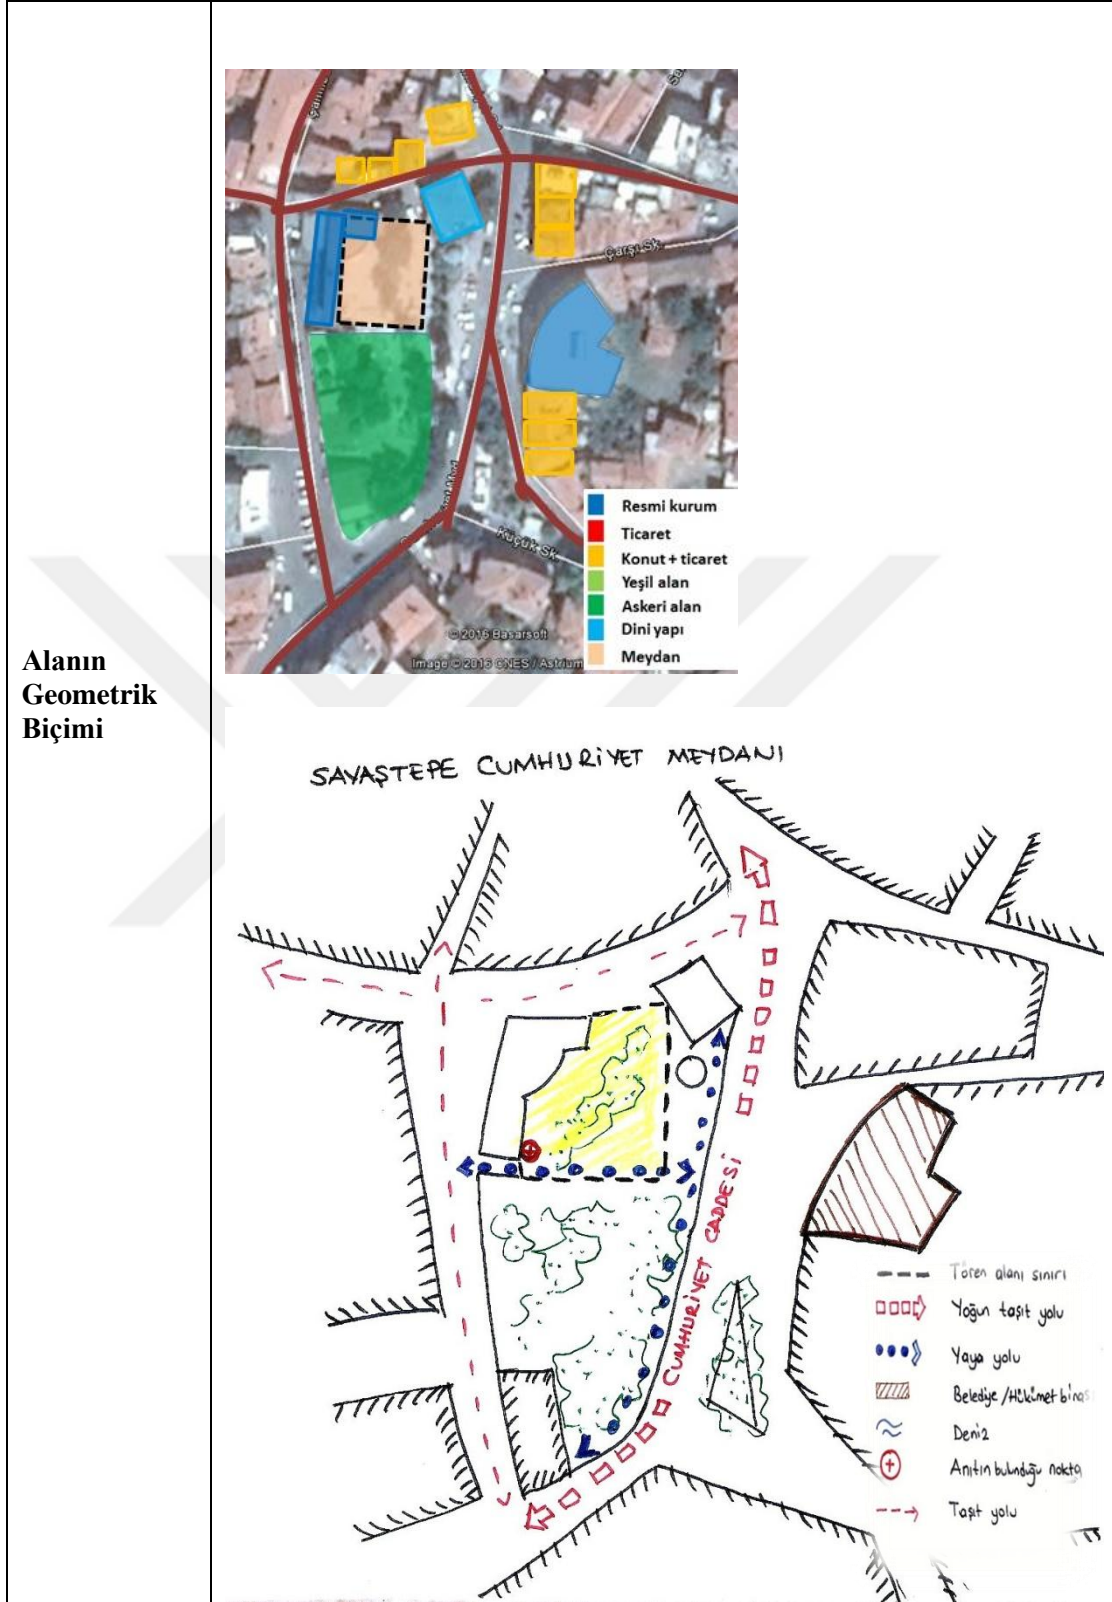 Alanın
Geometrik
Biçimi
Çarşı Sk.
Küçük Sk.
Resmi kurum
Ticaret
Konut + ticaret
Yeşil alan
Askeri alan
Dini yapı
Meydan
© 2016 Basarsoft
Image © 2016 CNES / Astrium
SAVAŞTEPE CUMHURİYET MEYDANI
CUMHURİYET CADDESİ
Tören alanı sınırı
Yoğun taşıt yolu
Yaya yolu
Belediye/Hükümet binas
Deniz
Anıtın bulunduğu nokta
Taşıt yolu